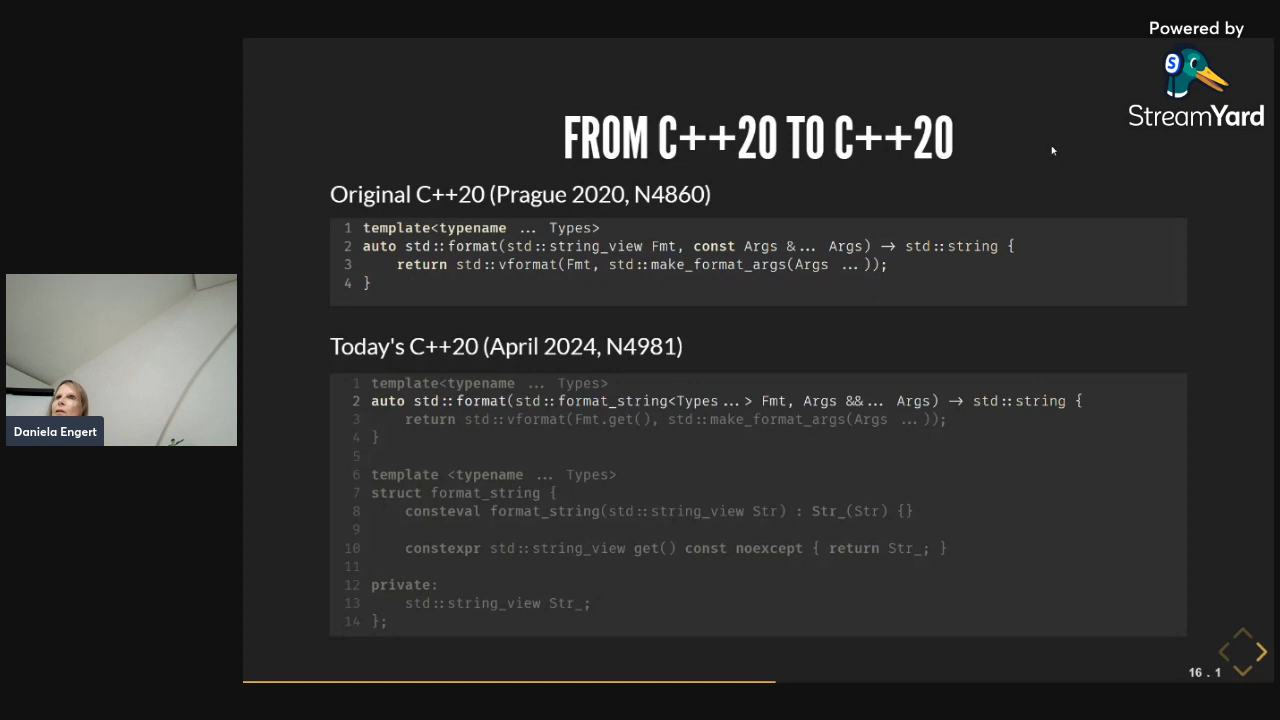 Powered by
StreamYard
FROM C++20 TO C++20
Original C++20 (Prague 2020, N4860)
1 template<typename ... Types>
2 auto std::format(std::string_view Fmt, const Args &... Args) → std::string {
3 return std::vformat(Fmt, std::make_format_args(Args ...));
4 }
Today's C++20 (April 2024, N4981)
1 template<typename ... Types>
2 auto std::format(std::format_string<Types...> Fmt, Args &&... Args) → std::string {
3 return std::vformat(Fmt.get(), std::make_format_args(Args ...));
4 }
5
6 template <typename ... Types>
7 struct format_string {
8 consteval format_string(std::string_view Str) : Str_(Str) {}
9
10 constexpr std::string_view get() const noexcept { return Str_; }
11
12 private:
13 std::string_view Str_;
14 };
Daniela Engert
16 . 1